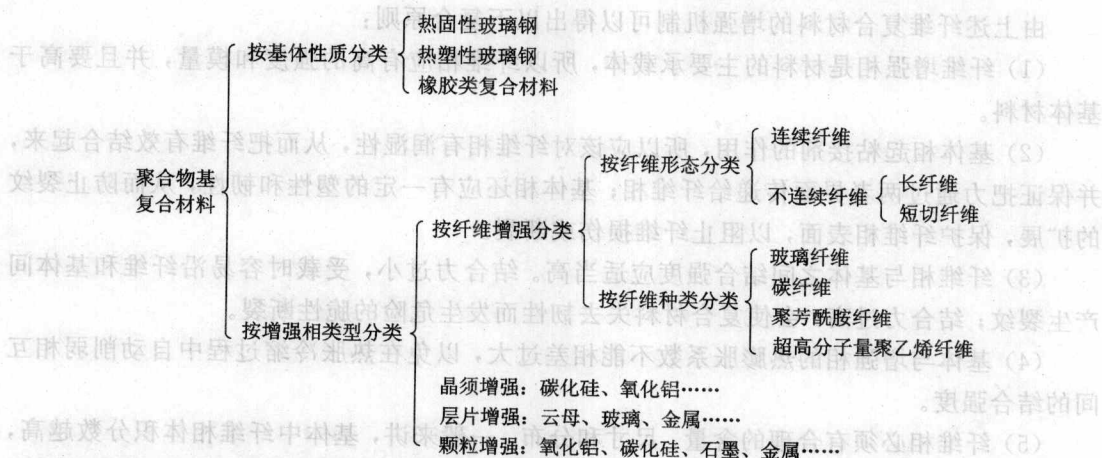 热固性玻璃钢
按基体性质分类
热塑性玻璃钢
橡胶类复合材料
聚合物基
复合材料
连续纤维
按纤维形态分类
不连续纤维
长纤维
短切纤维
按纤维增强分类
玻璃纤维
碳纤维
按纤维种类分类
聚芳酰胺纤维
超高分子量聚乙烯纤维
按增强相类型分类
晶须增强：碳化硅、氧化铝……
层片增强：云母、玻璃、金属……
颗粒增强：氧化铝、碳化硅、石墨、金属……